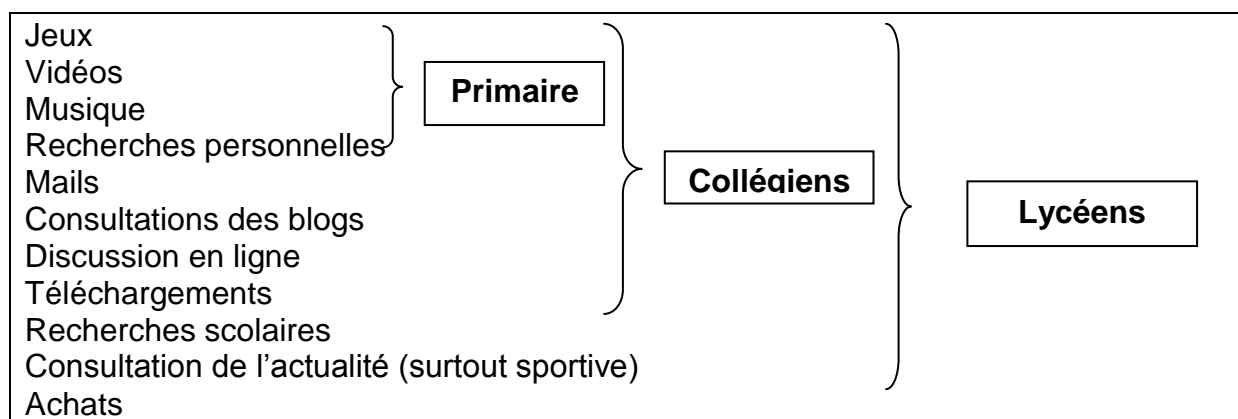 Jeux
Vidéos
Musique
Recherches personnelles
Mails
Consultations des blogs
Discussion en ligne
Téléchargements
Recherches scolaires
Consultation de l’actualité (surtout sportive)
Achats
Primaire
Collégiens
Lycéens